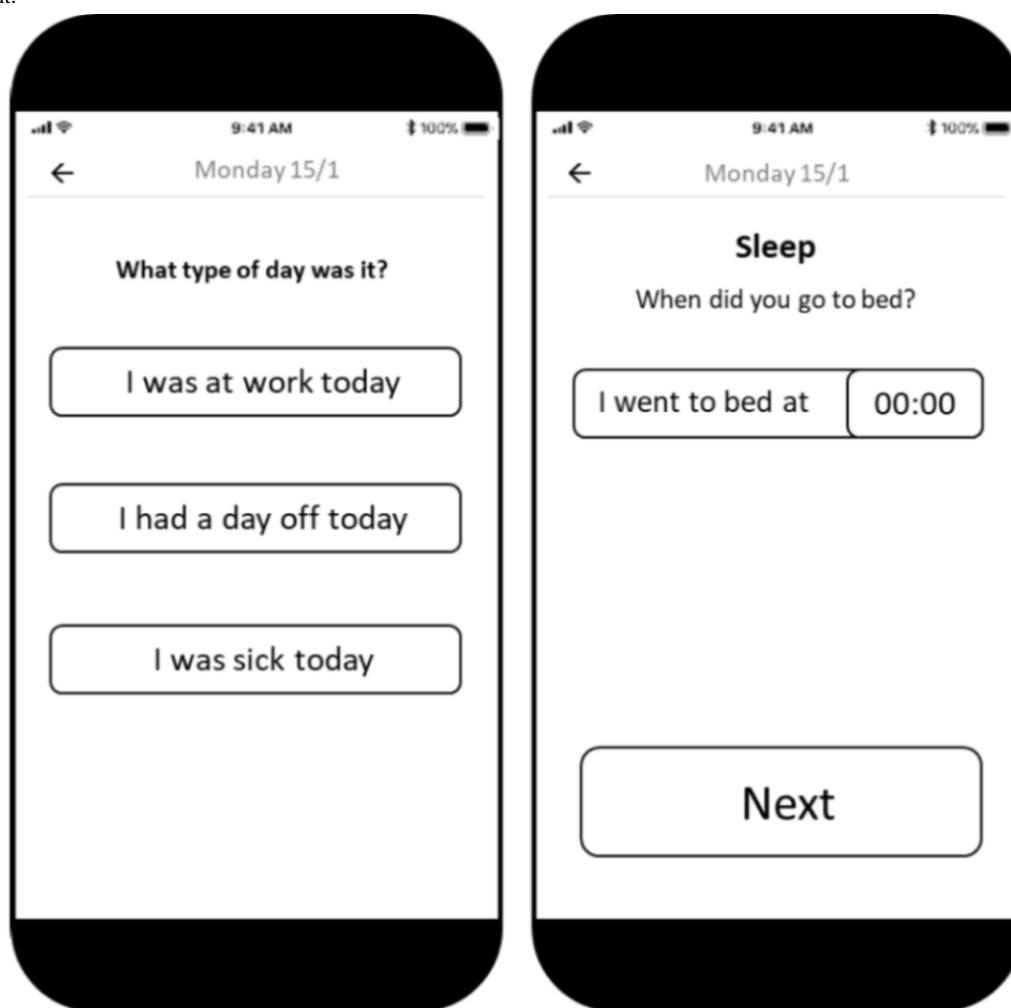 it.
9:41 AM
100%
Monday 15/1
What type of day was it?
I was at work today
I had a day off today
I was sick today
9:41 AM
100%
Monday 15/1
Sleep
When did you go to bed?
I went to bed at
00:00
Next